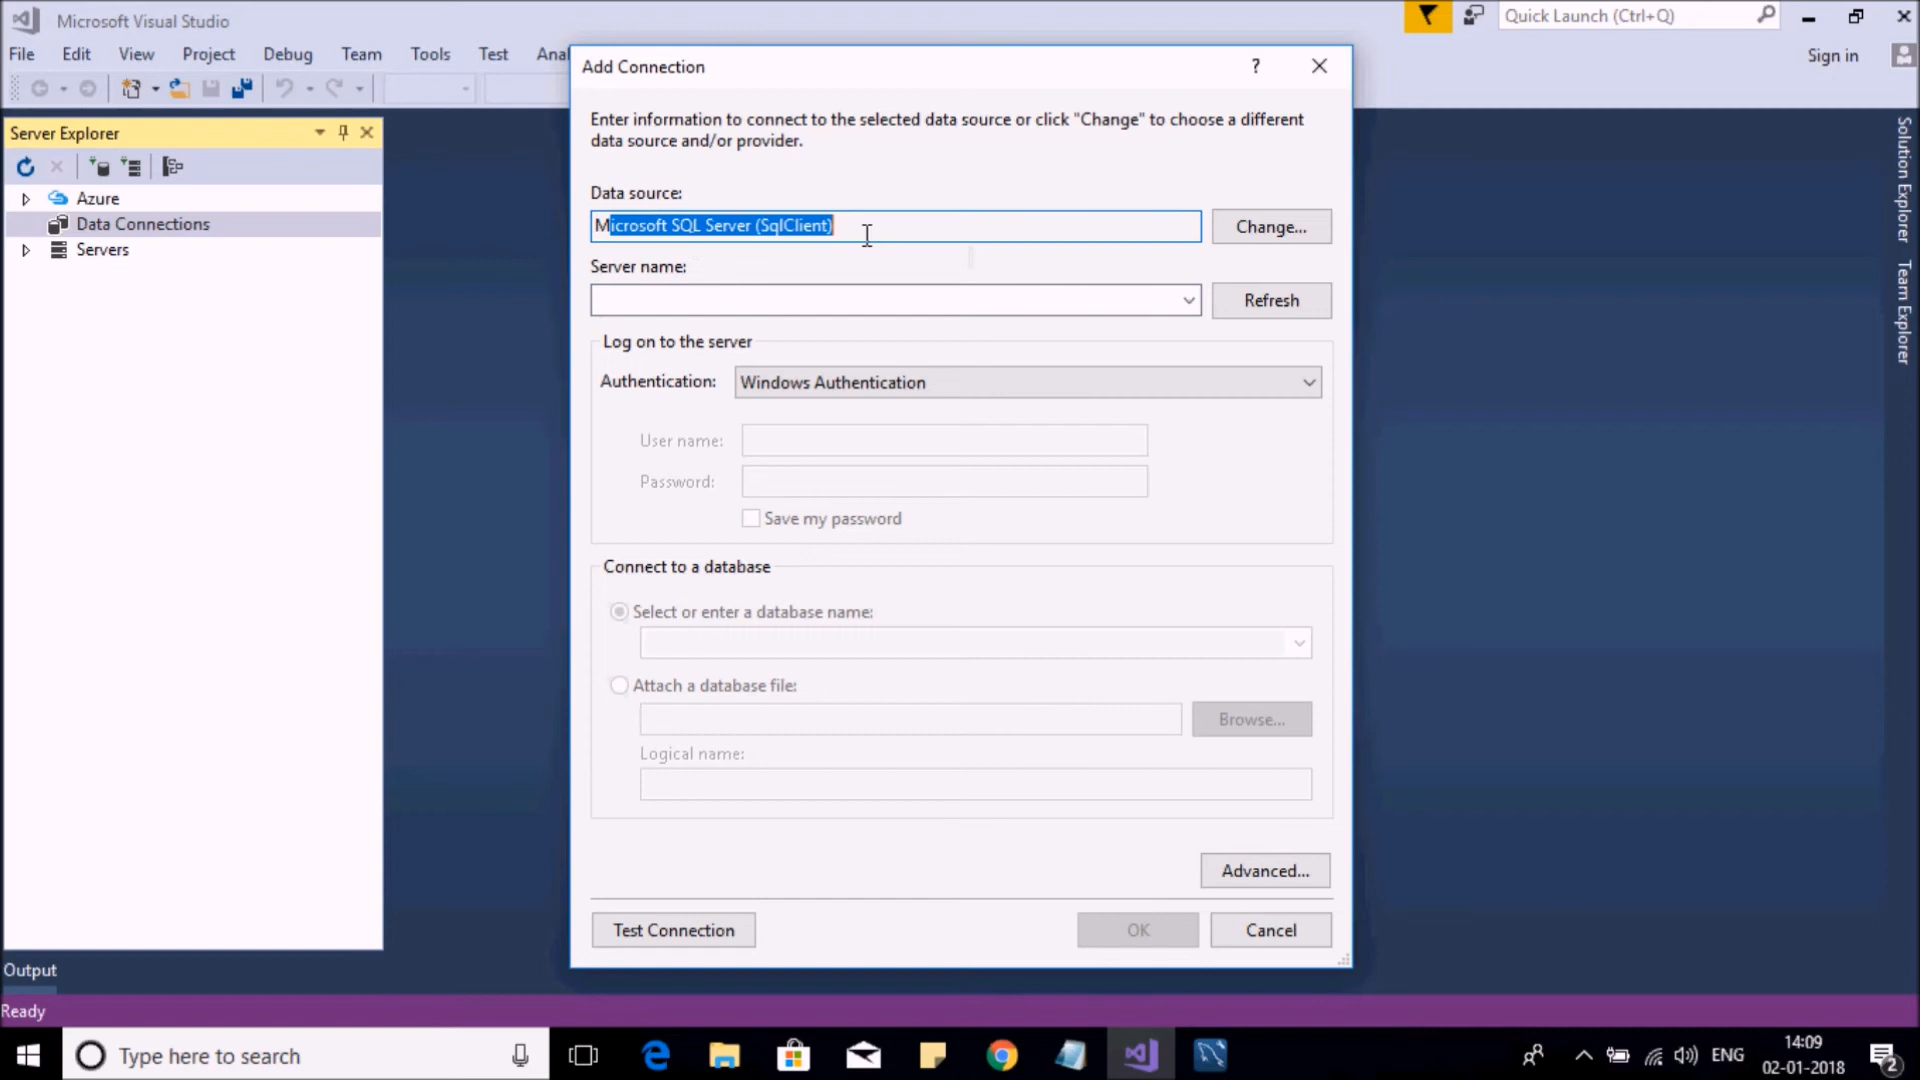 Microsoft Visual Studio
Quick Launch (Ctrl+Q)
File Edit View Project Debug Team Tools Test Anal
Sign in
Add Connection
?
Enter information to connect to the selected data source or click "Change" to choose a different
data source and/or provider.
Server Explorer
Azure
Data Connections
Servers
Data source:
Microsoft SQL Server (SqlClient)
Change...
Server name:
Refresh
Log on to the server
Authentication: Windows Authentication
User name:
Password:
Save my password
Connect to a database
Select or enter a database name:
Attach a database file:
Browse...
Logical name:
Advanced...
Test Connection
OK
Cancel
Solution Explorer
Team Explorer
Output
Ready
Type here to search
ENG
14:09
02-01-2018
2